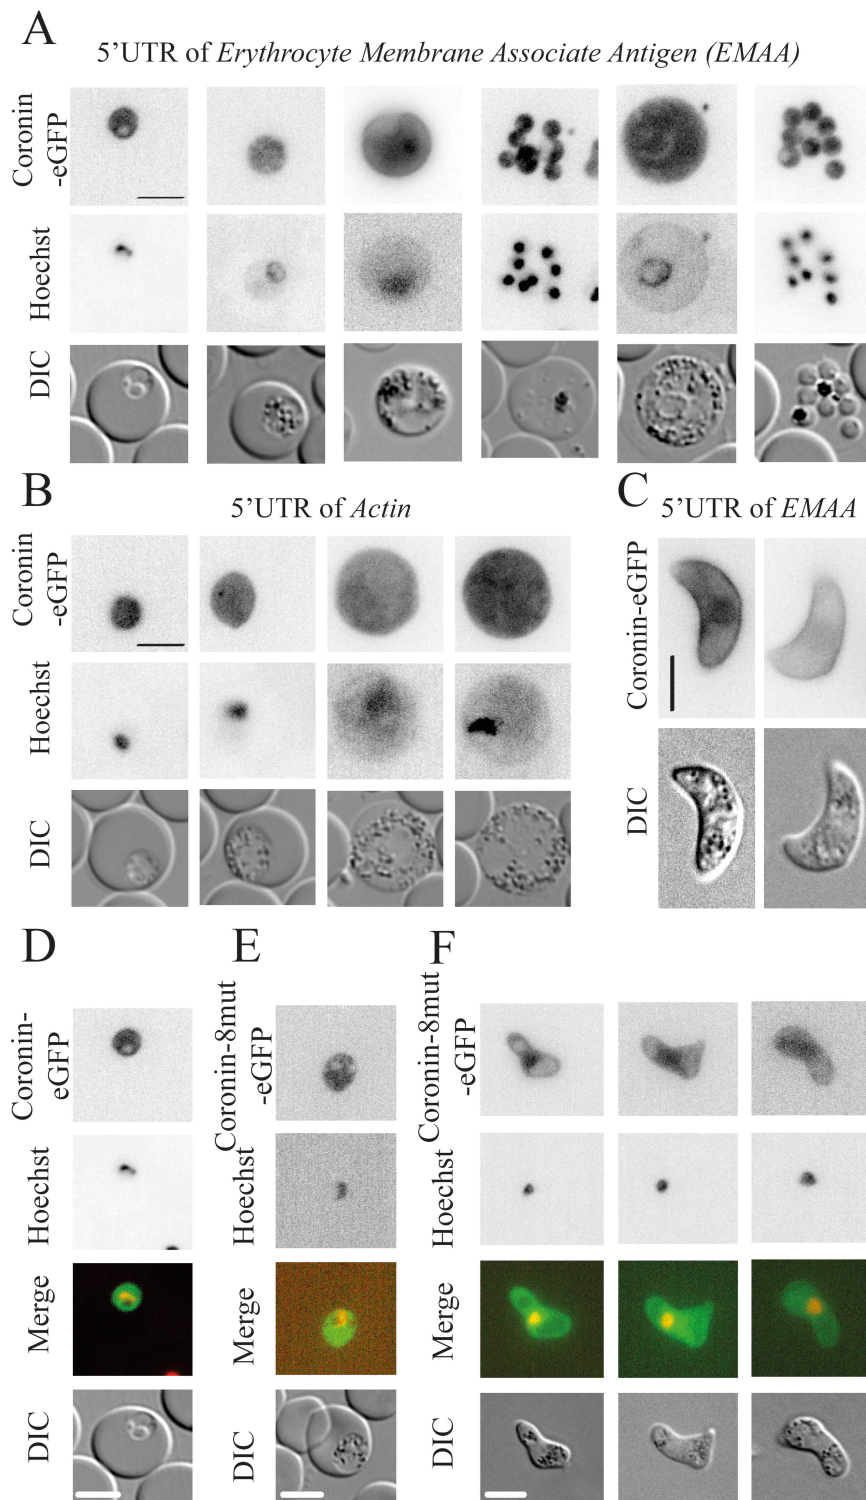 A
5’UTR of Erythrocyte Membrane Associate Antigen (EMAA)
Coronin
-eGFP
Hoechst
DIC
B
5’UTR of Actin
Coronin
-eGFP
Hoechst
DIC
C
5’UTR of EMAA
Coronin-eGFP
DIC
D
Coronin-
eGFP
Hoechst
Merge
DIC
E
Coronin-8mut
-eGFP
Hoechst
Merge
DIC
F
Coronin-8mut
-eGFP
Hoechst
Merge
DIC